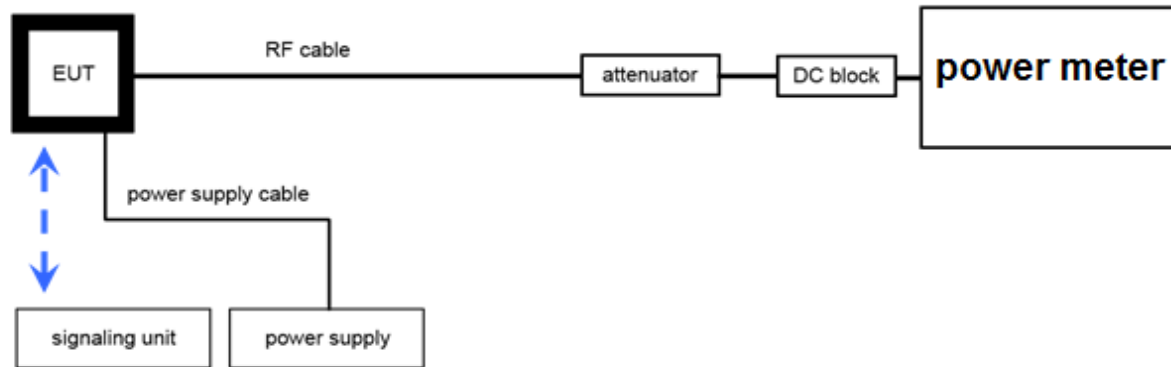 EUT
RF cable
attenuator
DC block
power meter
power supply cable
signaling unit
power supply